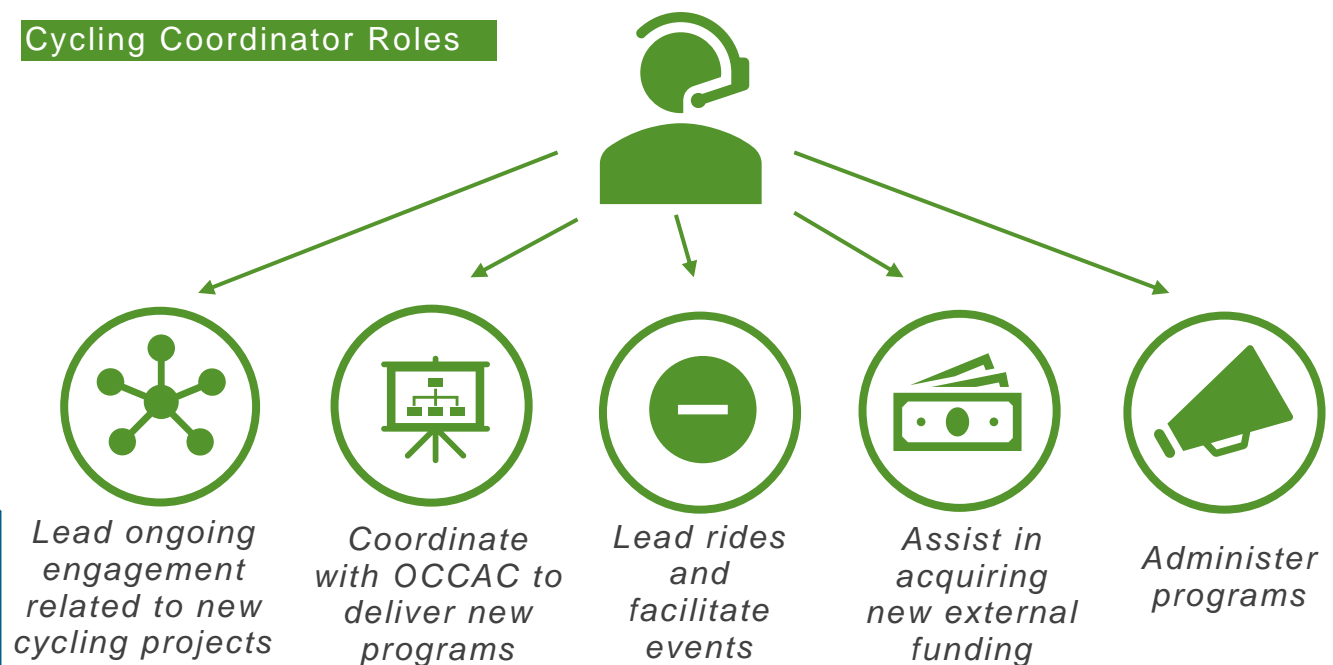 Cycling Coordinator Roles
Lead ongoing
engagement
related to new
cycling projects
Coordinate
with OCCAC to
deliver new
programs
Lead rides
and
facilitate
events
Assist in
acquiring
new external
funding
Administer
programs